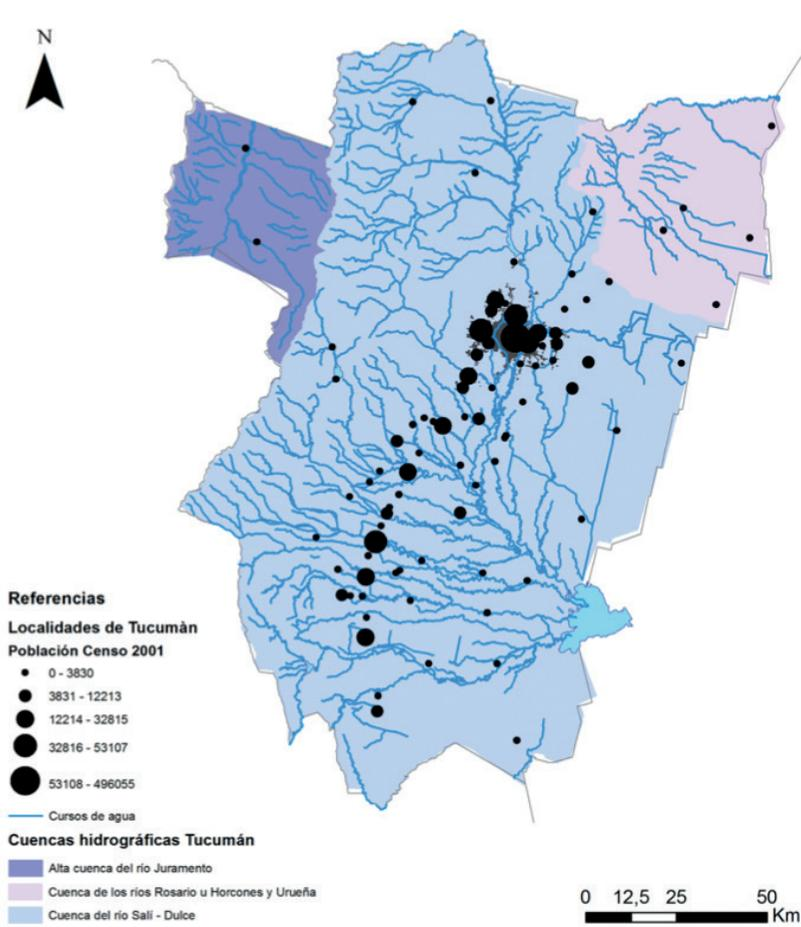 N
Referencias
Localidades de Tucumàn
Población Censo 2001
0 - 3830
3831 - 12213
12214 - 32815
32816 - 53107
53108 - 496055
Cursos de agua
Cuencas hidrográficas Tucumán
Alta cuenca del río Juramento
Cuenca de los ríos Rosario u Horcones y Urueña
Cuenca del río Salí - Dulce
0 12,5 25 50
Km